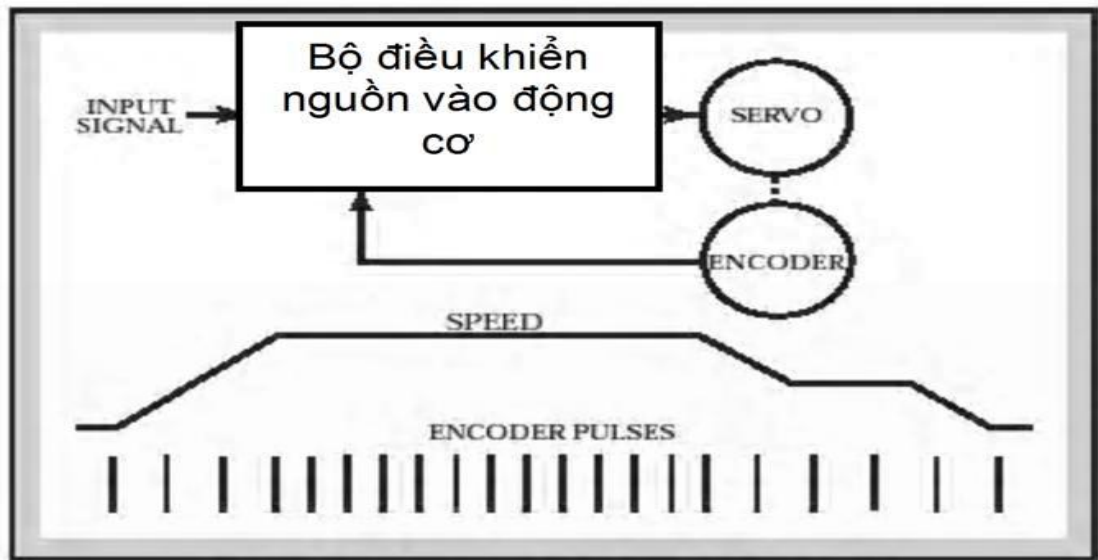 Bộ điều khiển
nguồn vào động
cơ
INPUT
SIGNAL
SERVO
ENCODER
SPEED
ENCODER PULSES